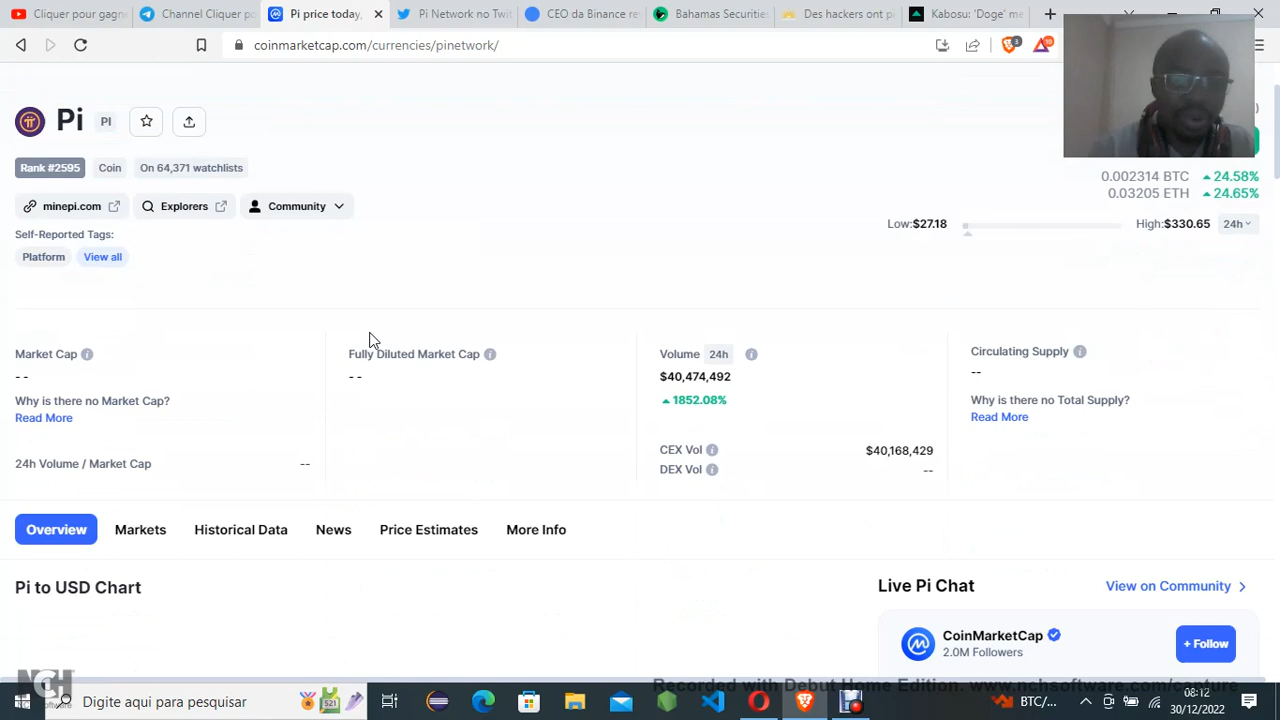 Cliquer pour gagn
Channel Cliquer po
Pi price today,
Pi Network no Twit
CEO da Binance re
Bahamas Securities
Des hackers ont p
Kabosu: 'Doge' me
coinmarketcap.com/currencies/pinetwork/
3
Pi PI
Rank #2595 Coin On 64,371 watchlists
0.002314 BTC 24.58%
0.03205 ETH 24.65%
minepi.com Explorers Community
Low:$27.18 High:$330.65 24h
Self-Reported Tags:
Platform View all
Market Cap
- -
Why is there no Market Cap?
Read More
24h Volume / Market Cap --
Fully Diluted Market Cap
- -
Volume 24h
$40,474,492
1852.08%
CEX Vol $40,168,429
DEX Vol --
Circulating Supply
--
Why is there no Total Supply?
Read More
Overview Markets Historical Data News Price Estimates More Info
Pi to USD Chart
Live Pi Chat View on Community
CoinMarketCap
2.0M Followers
+ Follow
NCH
Recorded with Debut Home Edition. www.nchsoftware.com/capture
Digite aqui para pesquisar
521
BTC/...
08:12
30/12/2022